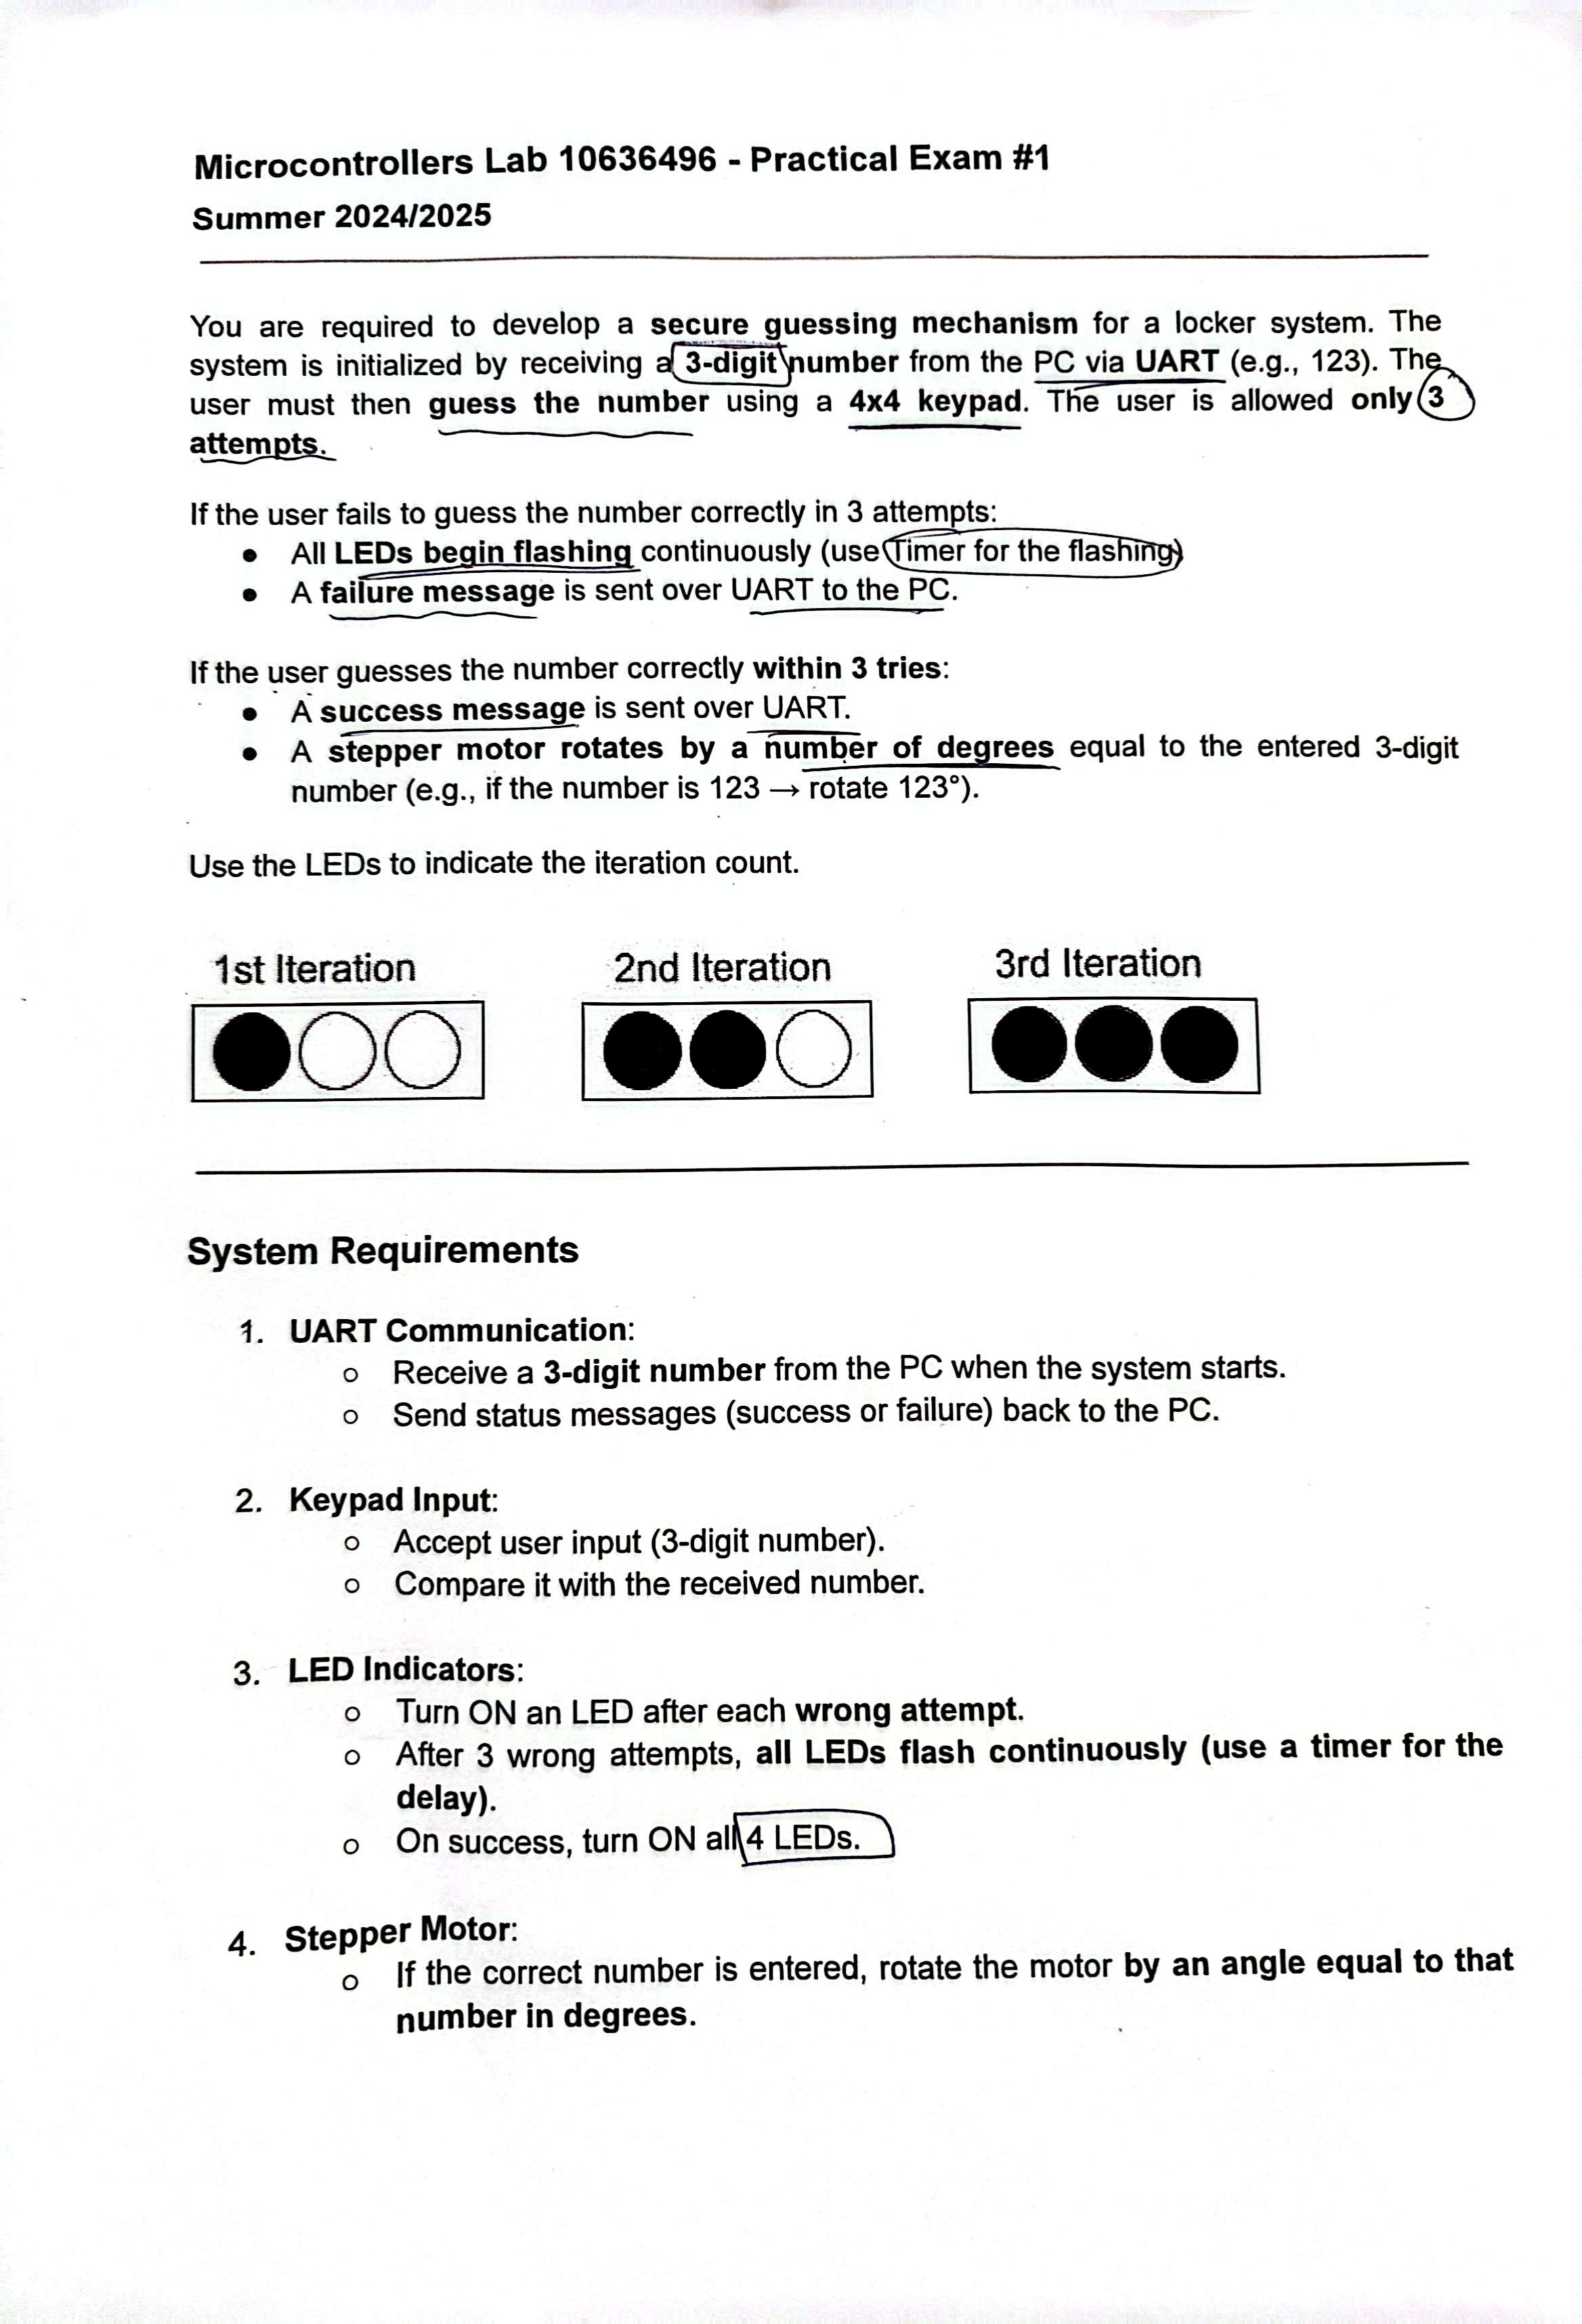 Microcontrollers Lab 10636496 - Practical Exam #1
Summer 2024/2025
You are required to develop a secure guessing mechanism for a locker system. The
system is initialized by receiving a 3-digit number from the PC via UART (e.g., 123). The
user must then guess the number using a 4x4 keypad. The user is allowed only 3
attempts.
If the user fails to guess the number correctly in 3 attempts:
● All LEDs begin flashing continuously (use Timer for the flashing)
● A failure message is sent over UART to the PC.
If the user guesses the number correctly within 3 tries:
● A success message is sent over UART.
● A stepper motor rotates by a number of degrees equal to the entered 3-digit
number (e.g., if the number is 123 → rotate 123°).
Use the LEDs to indicate the iteration count.
1st Iteration 2nd Iteration 3rd Iteration
System Requirements
1. UART Communication:
○ Receive a 3-digit number from the PC when the system starts.
○ Send status messages (success or failure) back to the PC.
2. Keypad Input:
○ Accept user input (3-digit number).
○ Compare it with the received number.
3. LED Indicators:
○ Turn ON an LED after each wrong attempt.
○ After 3 wrong attempts, all LEDs flash continuously (use a timer for the
delay).
○ On success, turn ON all 4 LEDs.
4. Stepper Motor:
○ If the correct number is entered, rotate the motor by an angle equal to that
number in degrees.